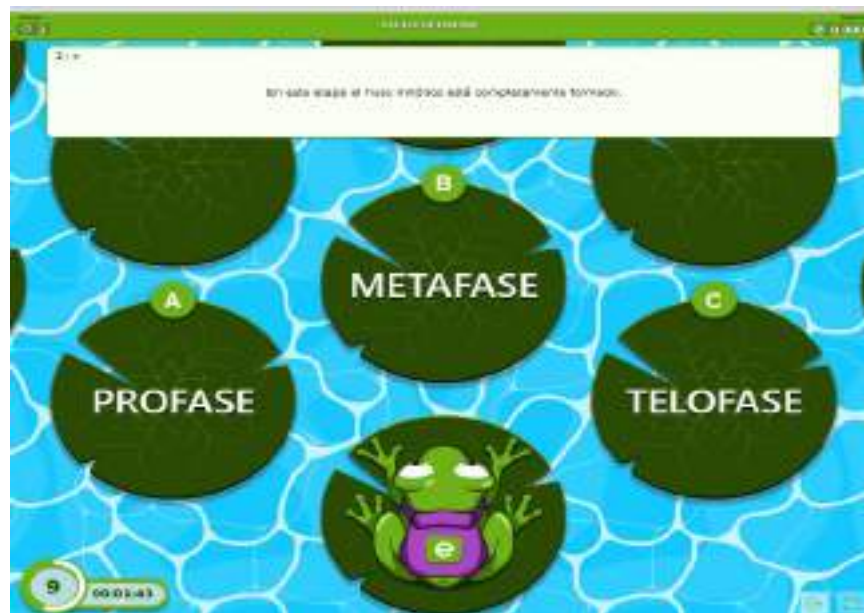 En esta etapa el huso mitótico está completamente formado.
B
METAFASE
A
C
PROFASE
TELOFASE
e
9
00:01:43